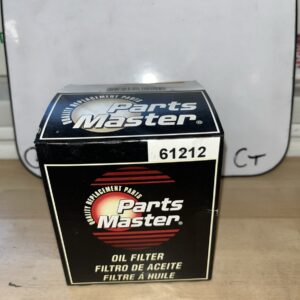 QUALITY REPLACEMENT PARTS
Parts
Master®
61212
QUALITY REPLACEMENT PARTS
Parts
Master®
OIL FILTER
FILTRO DE ACEITE
FILTRE À HUILE
CT